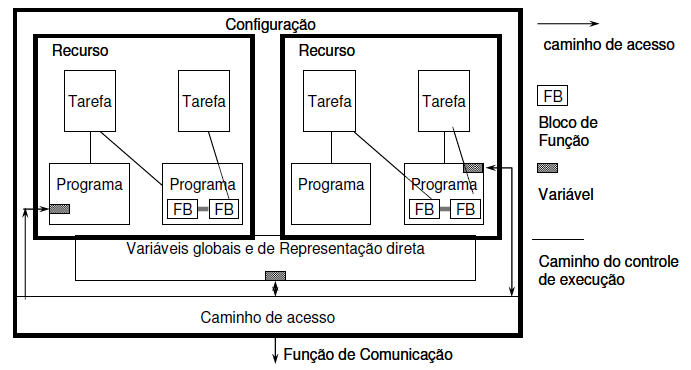 Configuração
Recurso
Recurso
Tarefa
Tarefa
Tarefa
Tarefa
Programa
Programa
Programa
Programa
FB
FB
FB
FB
Variáveis globais e de Representação direta
Caminho de acesso
Função de Comunicação
caminho de acesso
FB
Bloco de
Função
Variável
Caminho do controle
de execução